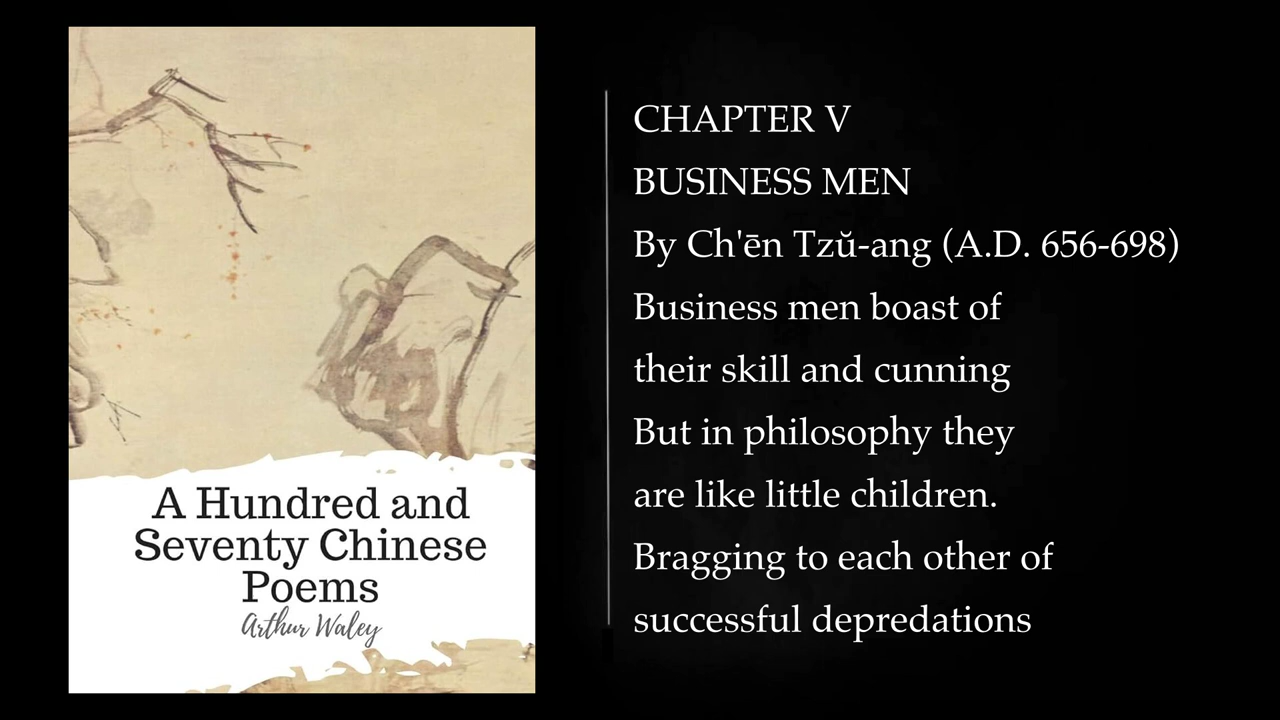 A Hundred and
Seventy Chinese
Poems
Arthur Waley
CHAPTER V
BUSINESS MEN
By Ch'ēn Tzŭ-ang (A.D. 656-698)
Business men boast of
their skill and cunning
But in philosophy they
are like little children.
Bragging to each other of
successful depredations